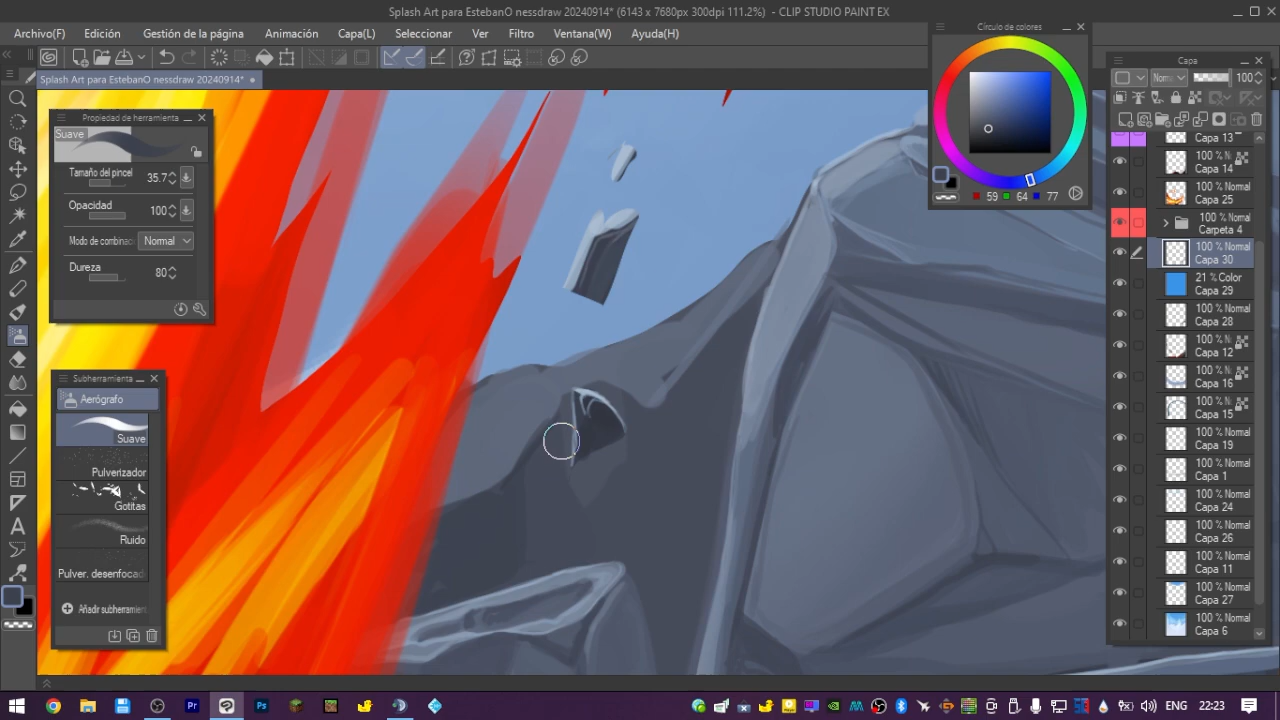 Splash Art para EstebanO nessdraw 20240914* (6143 x 7680px 300dpi 111.2%) - CLIP STUDIO PAINT EX
Archivo(F) Edición Gestión de la página Animación Capa(L) Seleccionar Ver Filtro Ventana(W) Ayuda(H)
Splash Art para EstebanO nessdraw 20240914*
Propiedad de herramienta
Suave
Tamaño del pincel 35.7
Opacidad 100
Modo de combinac Normal
Dureza 80
Subherramienta
Aerógrafo
Suave
Pulverizador
Gotitas
Ruido
Pulver. desenfocad
Añadir subherramien
Círculo de colores
59 64 77
Capa
Norma 100
Capa 13
100 % N
Capa 14
100 % Normal
Capa 25
100 % Normal
Carpeta 4
100 % Normal
Capa 30
21 % Color
Capa 29
100 % Normal
Capa 28
100 % N
Capa 12
100 % N
Capa 16
100 % N
Capa 15
100 % Normal
Capa 19
100 % Normal
Capa 1
100 % Normal
Capa 24
100 % Normal
Capa 26
100 % Normal
Capa 11
100 % Normal
Capa 27
100 % Normal
Capa 6
ENG 22:23